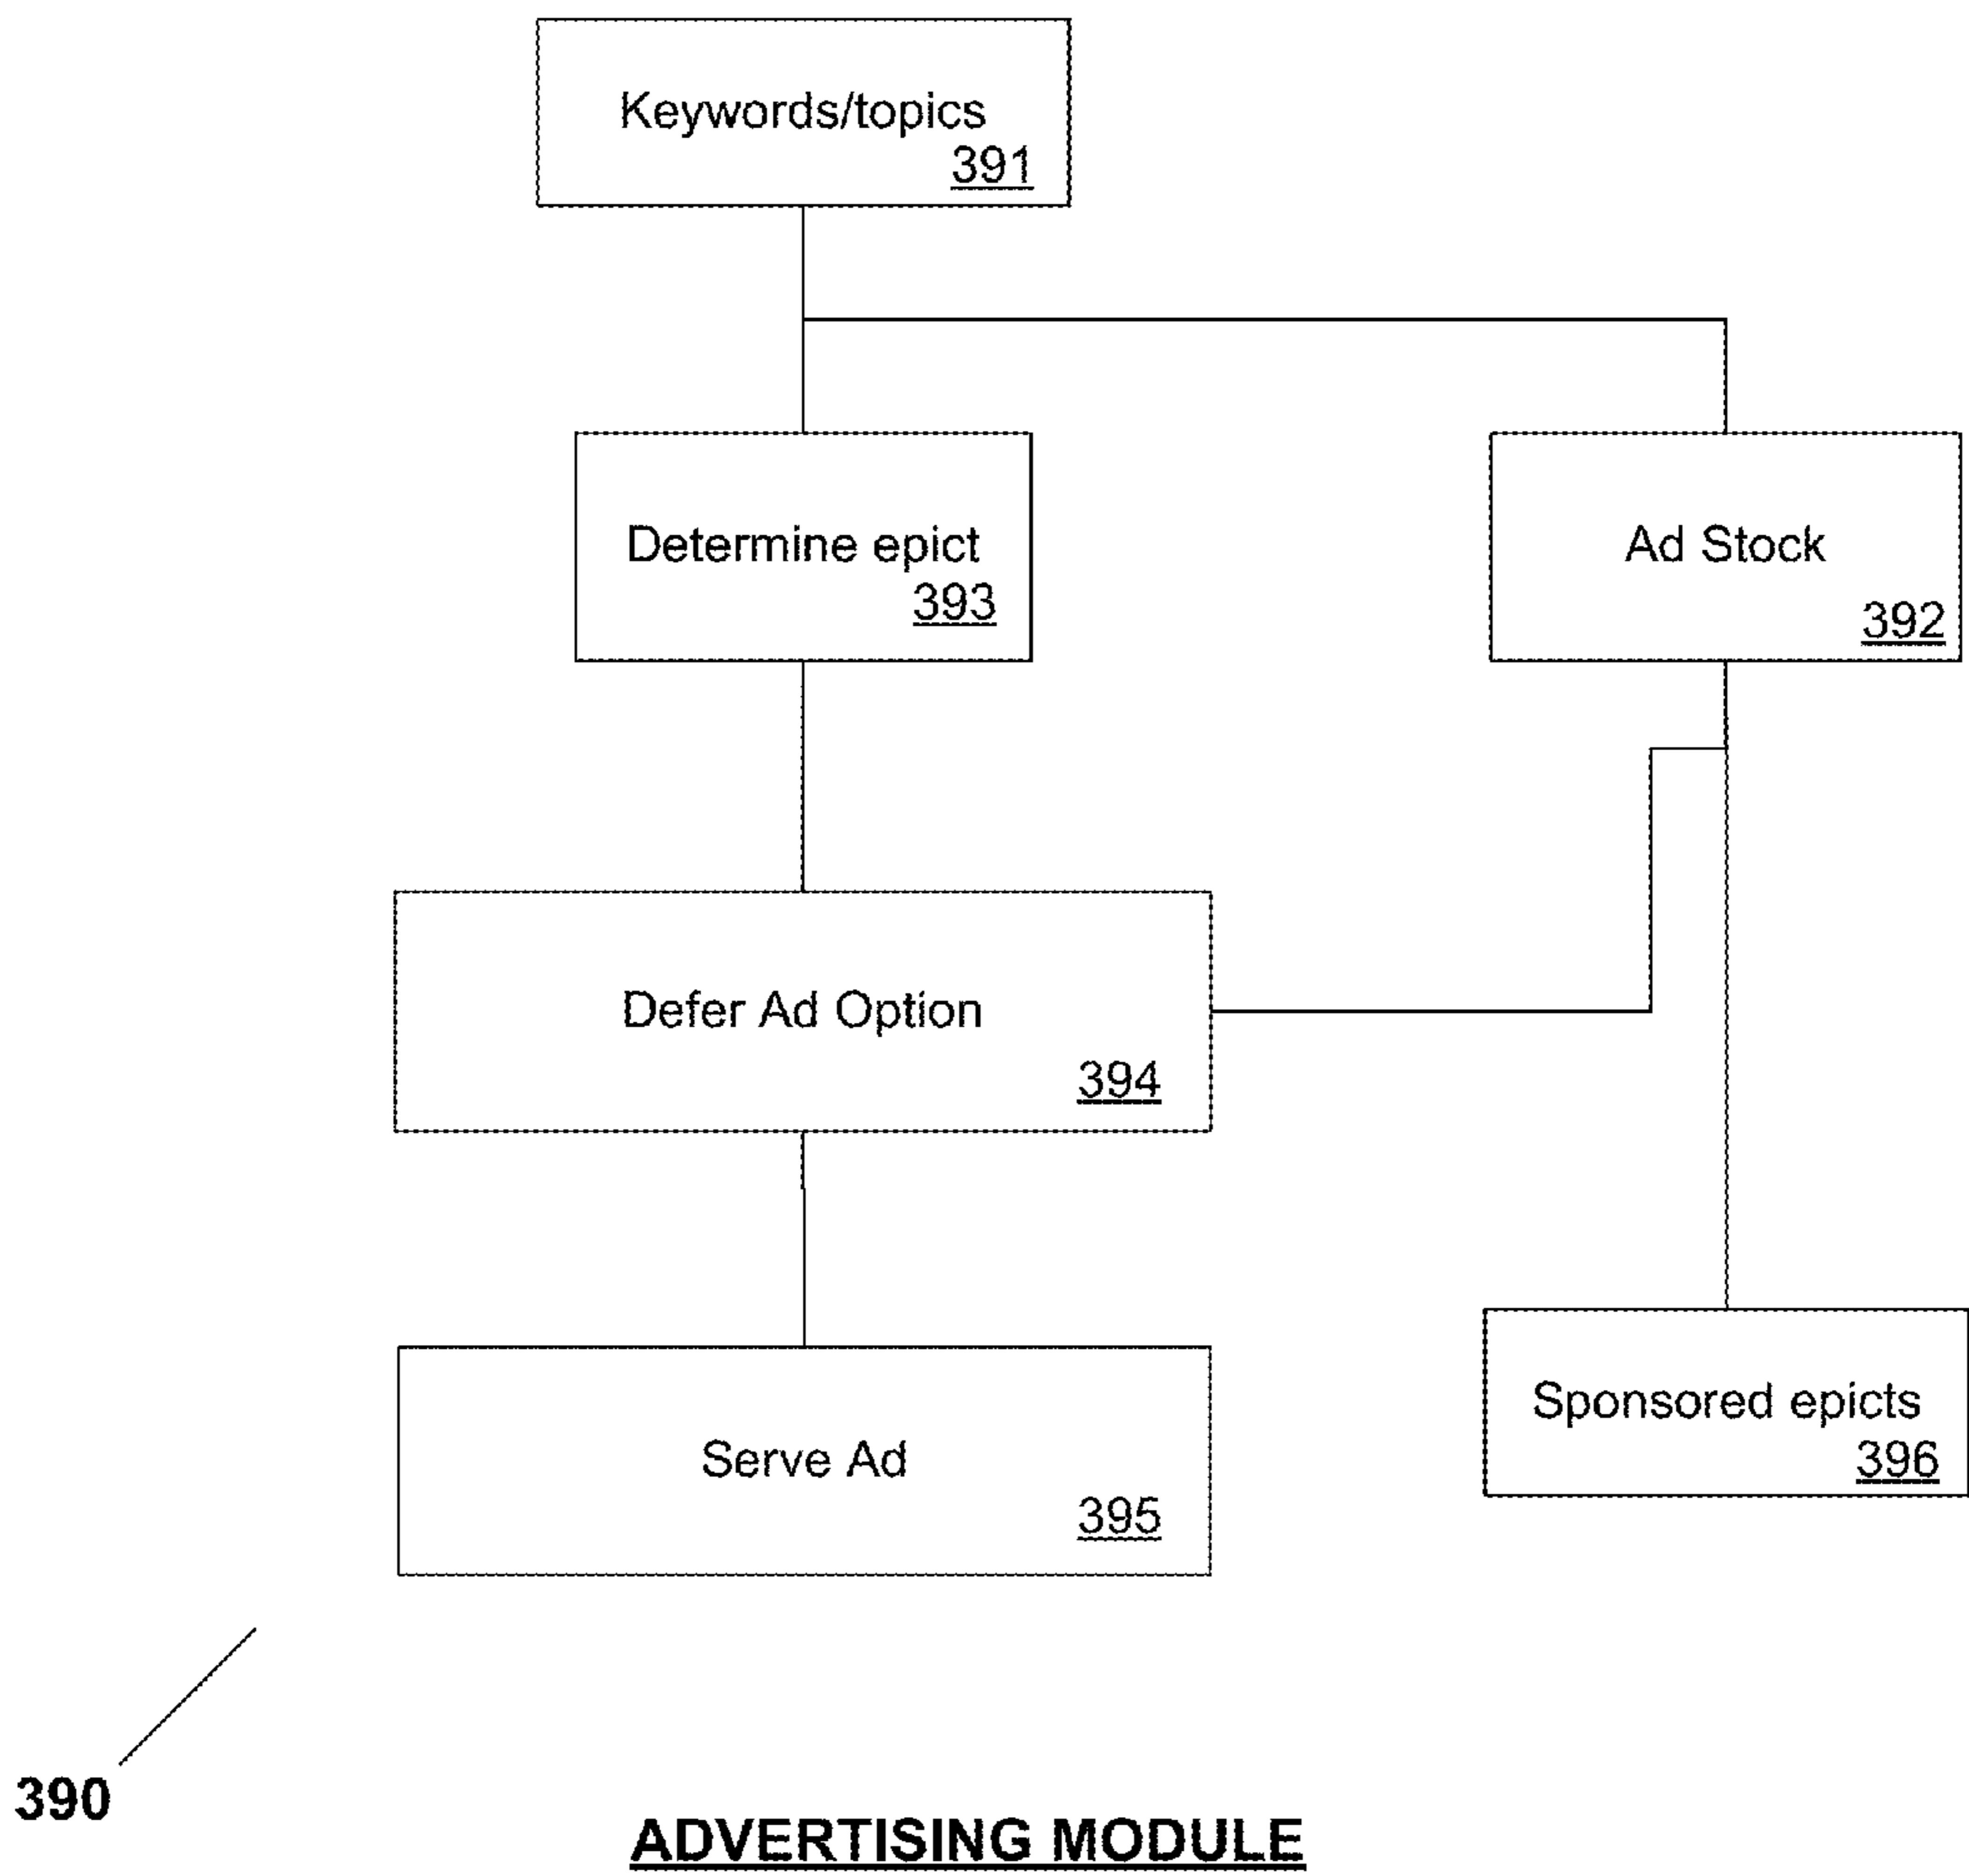 Keywords/topics
391
Determine epict
393
Ad Stock
392
Defer Ad Option
394
Serve Ad
395
Sponsored epicts
396
390
ADVERTISING MODULE